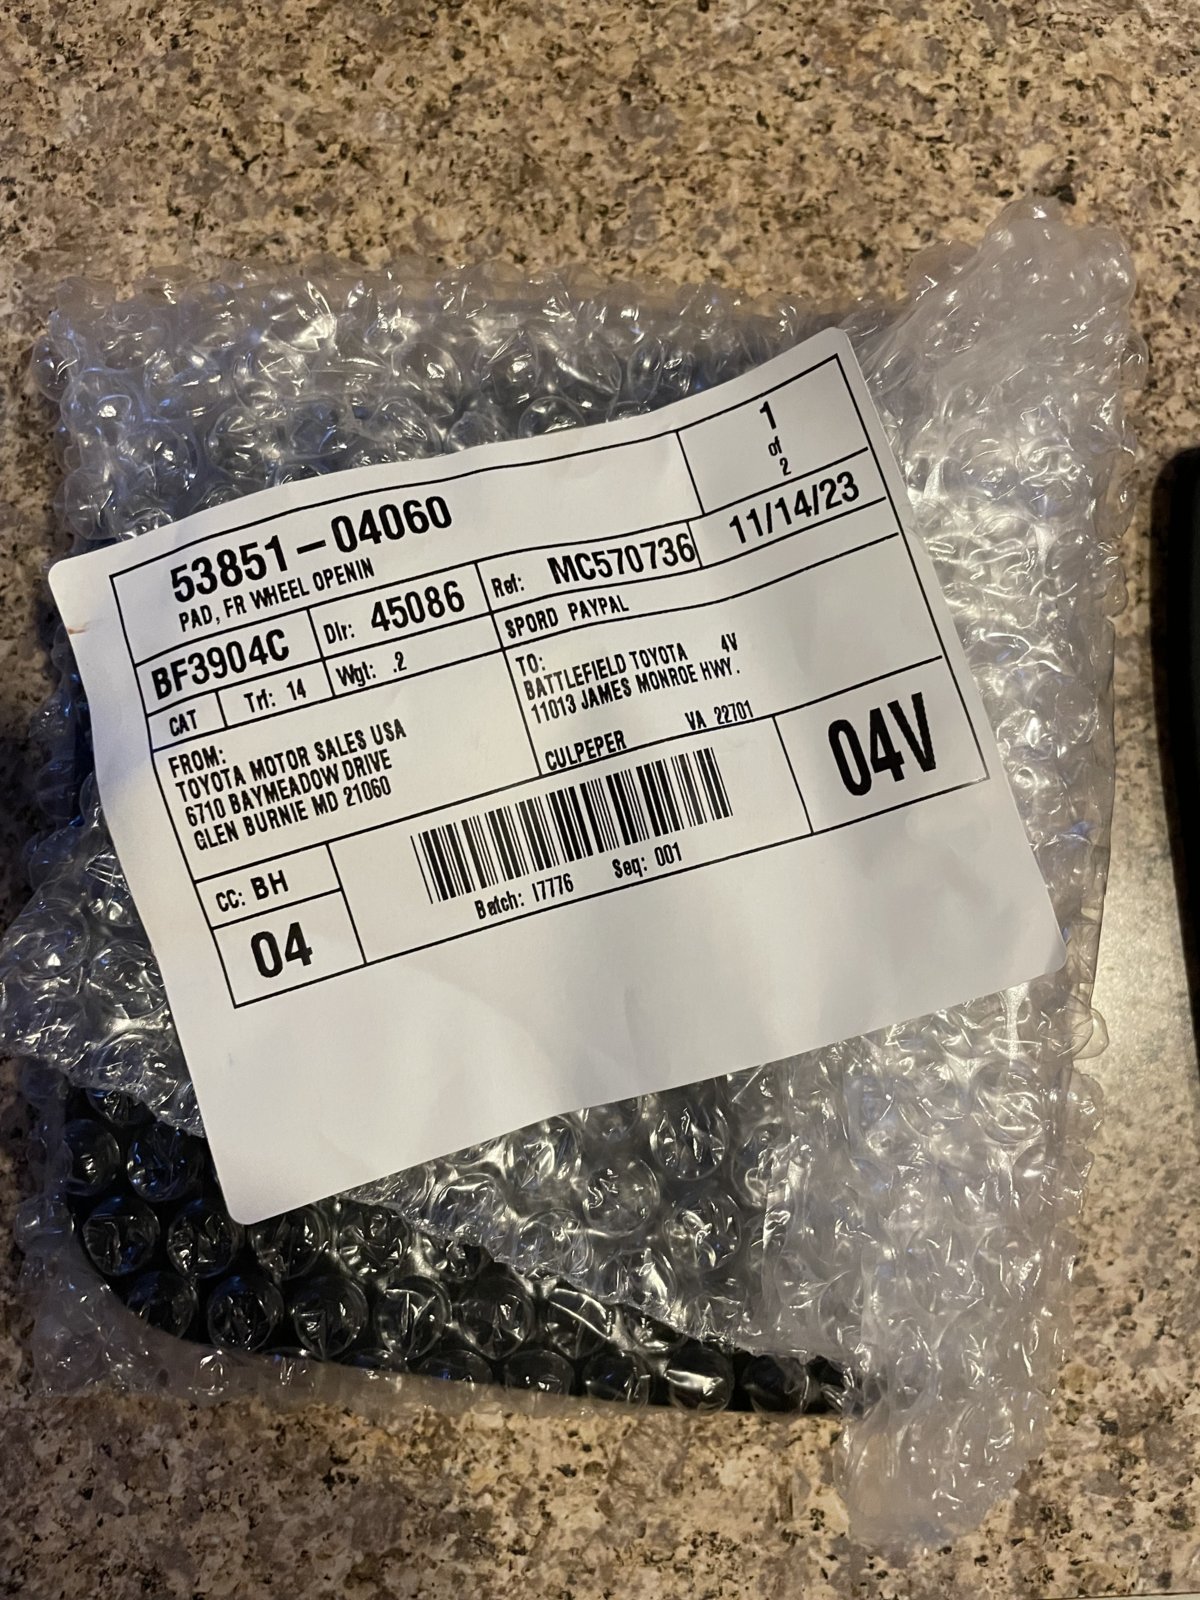 53851-04060
PAD, FR WHEEL OPENIN
1
of
2
BF3904C
Dlr: 45086
Ref: MC570736
11/14/23
CAT
Trf: 14
Wgt: .2
SPORD PAYPAL
FROM:
TOYOTA MOTOR SALES USA
6710 BAYMEADOW DRIVE
GLEN BURNIE MD 21060
TO:
BATTLEFIELD TOYOTA 4V
11013 JAMES MONROE HWY.
CULPEPER VA 22701
CC: BH
04
Batch: I7776 Seq: 001
04V